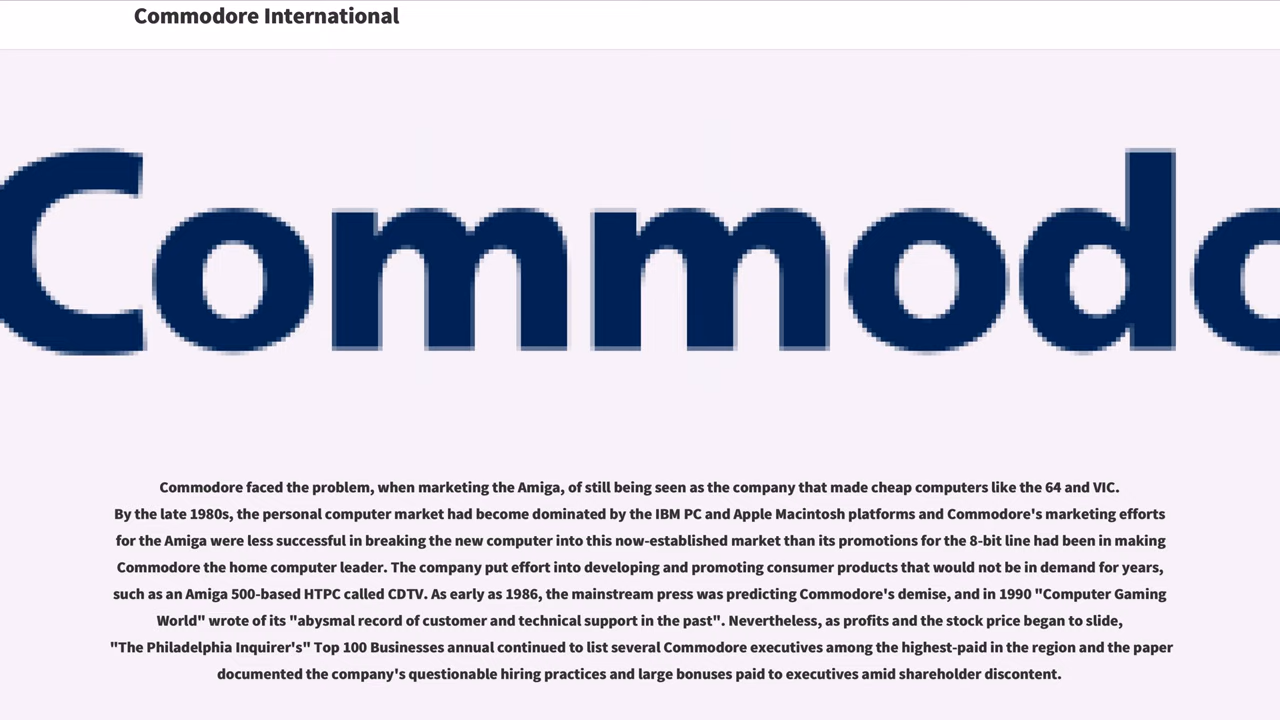 Commodore International
Commodo
Commodore faced the problem, when marketing the Amiga, of still being seen as the company that made cheap computers like the 64 and VIC.
By the late 1980s, the personal computer market had become dominated by the IBM PC and Apple Macintosh platforms and Commodore's marketing efforts
for the Amiga were less successful in breaking the new computer into this now-established market than its promotions for the 8-bit line had been in making
Commodore the home computer leader. The company put effort into developing and promoting consumer products that would not be in demand for years,
such as an Amiga 500-based HTPC called CDTV. As early as 1986, the mainstream press was predicting Commodore's demise, and in 1990 "Computer Gaming
World" wrote of its "abysmal record of customer and technical support in the past". Nevertheless, as profits and the stock price began to slide,
"The Philadelphia Inquirer's" Top 100 Businesses annual continued to list several Commodore executives among the highest-paid in the region and the paper
documented the company's questionable hiring practices and large bonuses paid to executives amid shareholder discontent.